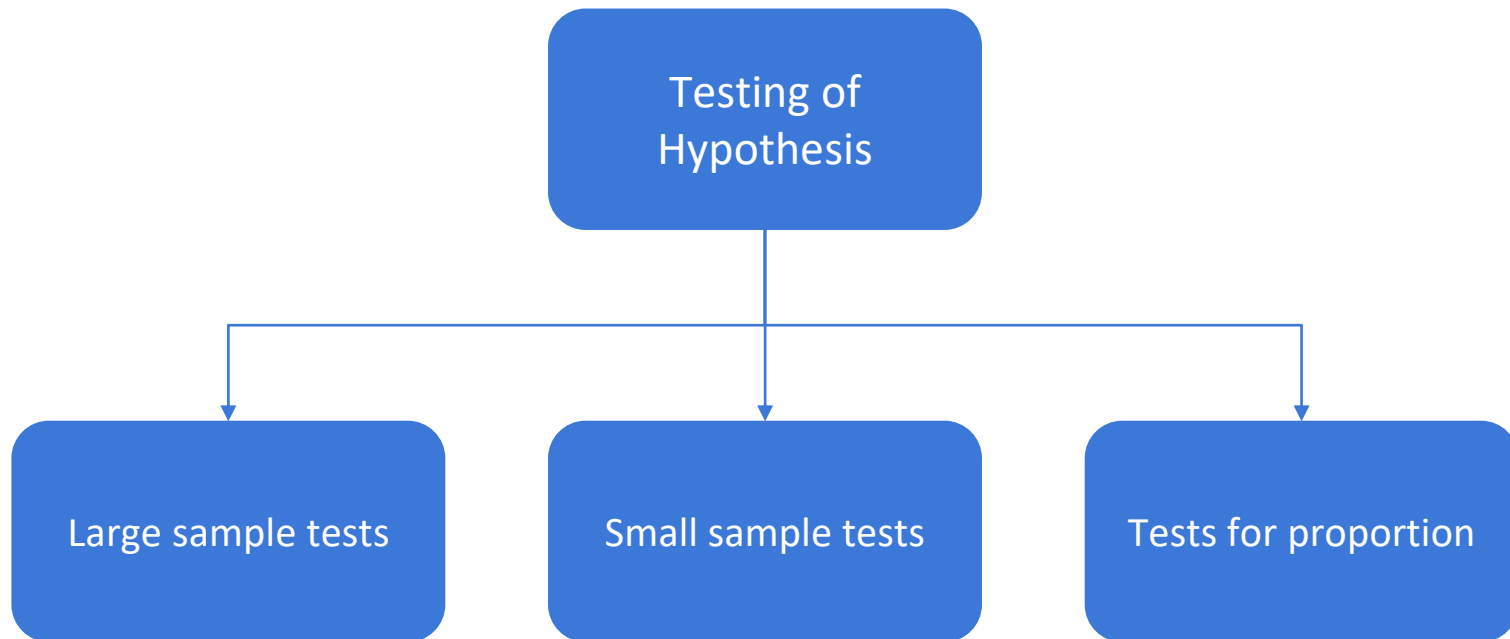 Testing of
Hypothesis
Large sample tests
Small sample tests
Tests for proportion